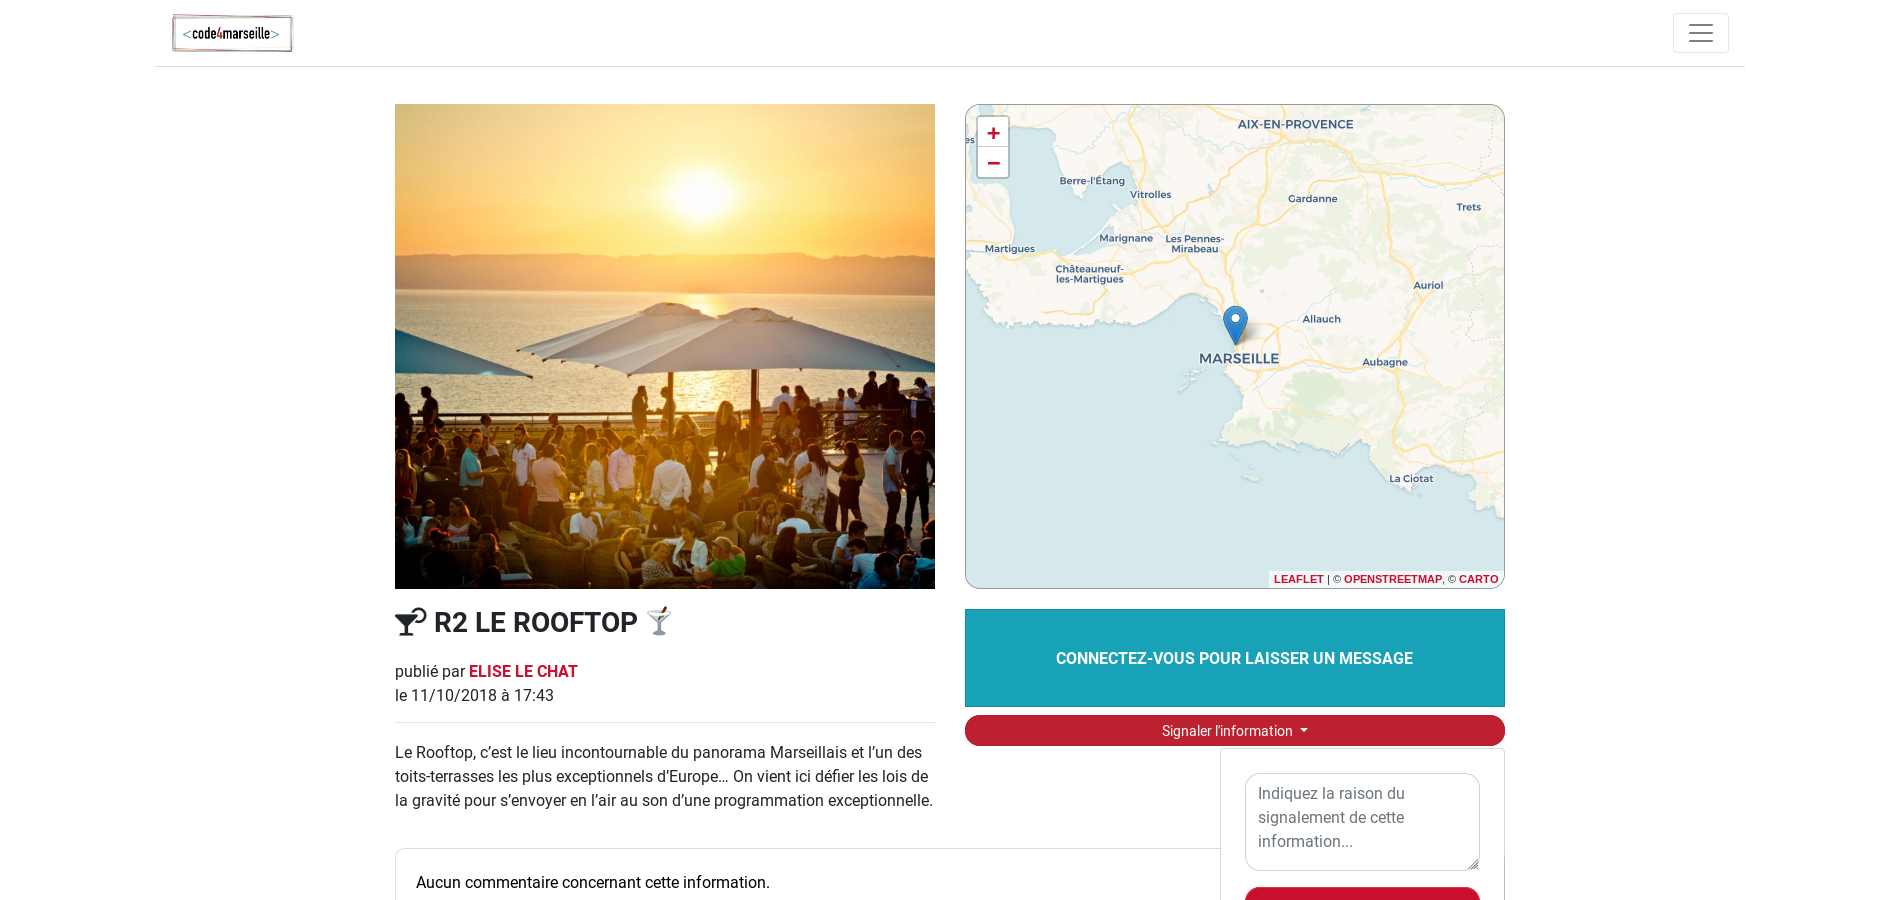 <code4marseille>
AIX-EN-PROVENCE
es
Berre-l'Étang
Vitrolles
Gardanne
Trets
Marignane
Les Pennes-
Mirabeau
Martigues
Châteauneuf-
les-Martigues
Auriol
Allauch
MARSEILLE
Aubagne
La Ciotat
+
−
LEAFLET | © OPENSTREETMAP, © CARTO
R2 LE ROOFTOP
publié par ELISE LE CHAT
le 11/10/2018 à 17:43
Le Rooftop, c’est le lieu incontournable du panorama Marseillais et l’un des
toits-terrasses les plus exceptionnels d'Europe… On vient ici défier les lois de
la gravité pour s’envoyer en l’air au son d’une programmation exceptionnelle.
CONNECTEZ-VOUS POUR LAISSER UN MESSAGE
Signaler l'information
Indiquez la raison du
signalement de cette
information...
Aucun commentaire concernant cette information.